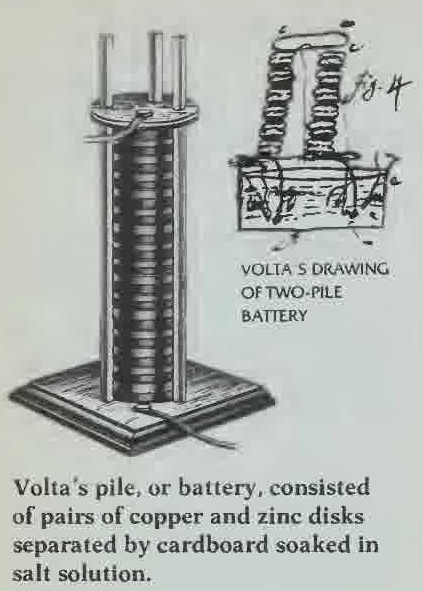 fig. 4
VOLTA S DRAWING
OF TWO-PILE
BATTERY
Volta's pile, or battery, consisted
of pairs of copper and zinc disks
separated by cardboard soaked in
salt solution.